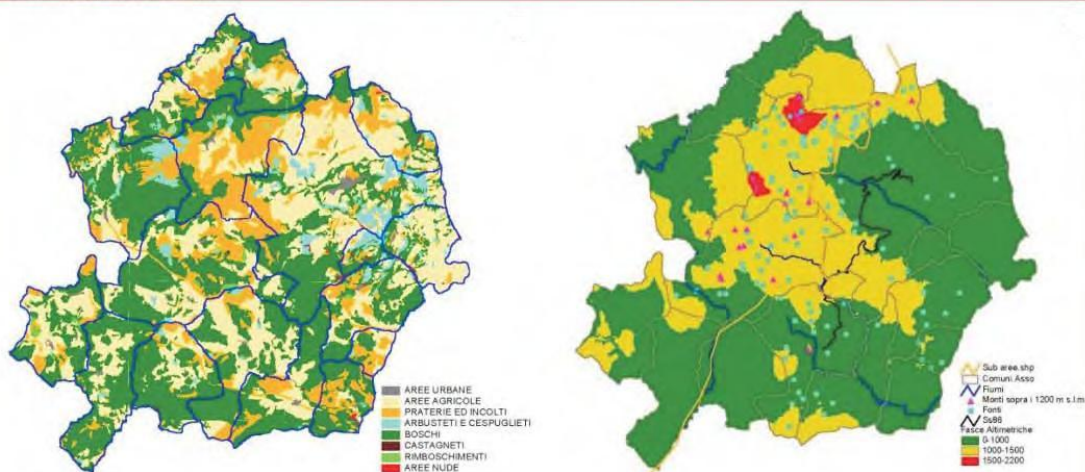 AREE URBANE
AREE AGRICOLE
PRATERIE ED INCOLTI
ARBUSTETI E CESPUGLIETI
BOSCHI
CASTAGNETI
RIMBOSCHIMENTI
AREE NUDE
Sub aree.shp
Comuni Asso
Fiumi
Monti sopra i 1200 m s.l.m
Fonti
Ss86
Fasce Altimetriche
0-1000
1000-1500
1500-2200